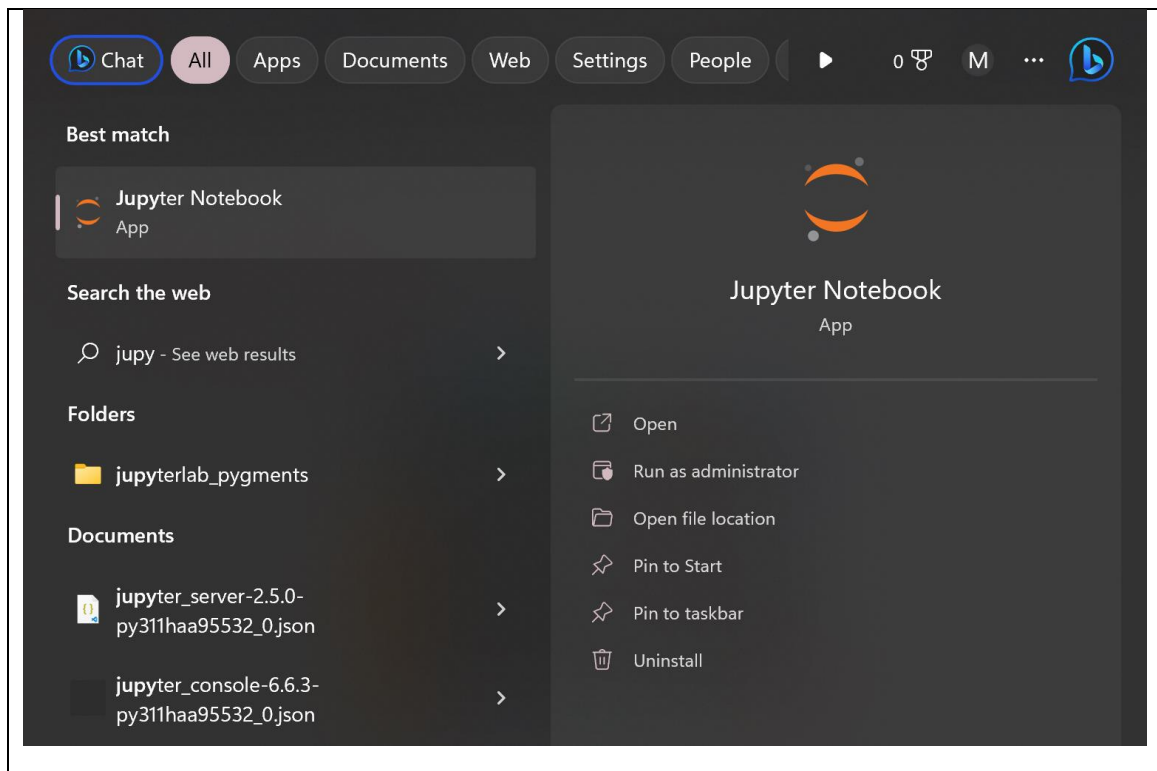 Chat All Apps Documents Web Settings People 0 M ...
Best match
Jupyter Notebook
App
Search the web
jupy - See web results
Folders
jupyterlab_pygments
Documents
jupyter_server-2.5.0-
py311haa95532_0.json
jupyter_console-6.6.3-
py311haa95532_0.json
Jupyter Notebook
App
Open
Run as administrator
Open file location
Pin to Start
Pin to taskbar
Uninstall